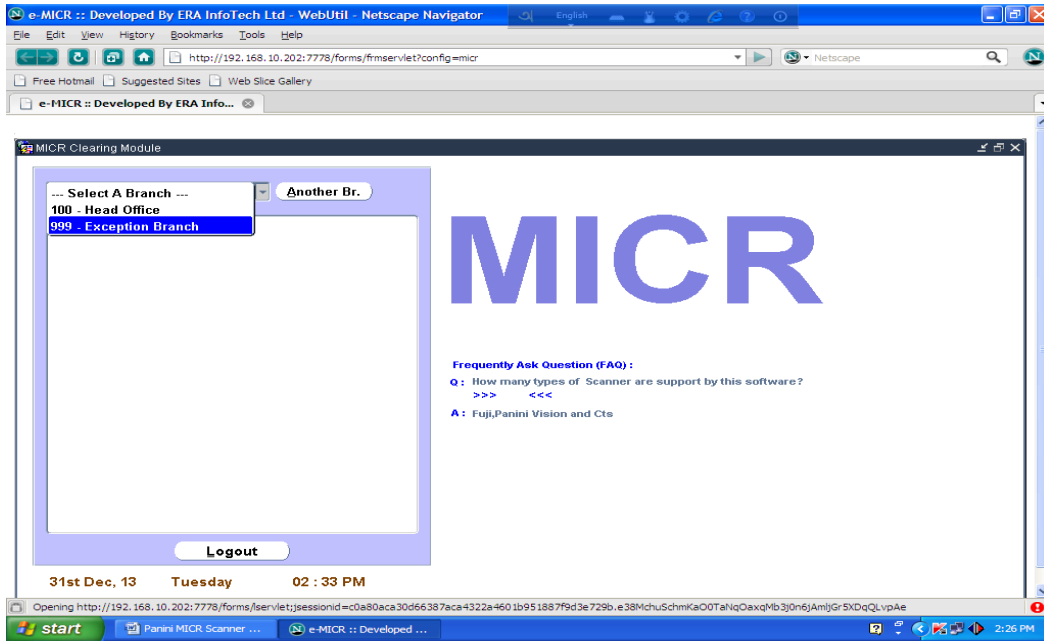 e-MICR :: Developed By ERA InfoTech Ltd - WebUtil - Netscape Navigator
English
File Edit View History Bookmarks Tools Help
http://192.168.10.202:7778/forms/frmservlet?config=micr
Netscape
Free Hotmail Suggested Sites Web Slice Gallery
e-MICR :: Developed By ERA Info...
MICR Clearing Module
--- Select A Branch ---
Another Br.
100 - Head Office
999 - Exception Branch
MICR
Frequently Ask Question (FAQ) :
Q : How many types of Scanner are support by this software?
>>> <<<
A : Fuji,Panini Vision and Cts
Logout
31st Dec, 13 Tuesday 02 : 33 PM
Opening http://192.168.10.202:7778/forms/lservlet;jsessionid=c0a80aca30d66387aca4322a4601b951887f9d3e729b.e38MchuSchmKaO0TaNqOaxqMb3j0n6jAmljGr5XDqQLvpAe
start
Panini MICR Scanner ...
e-MICR :: Developed ...
2:26 PM